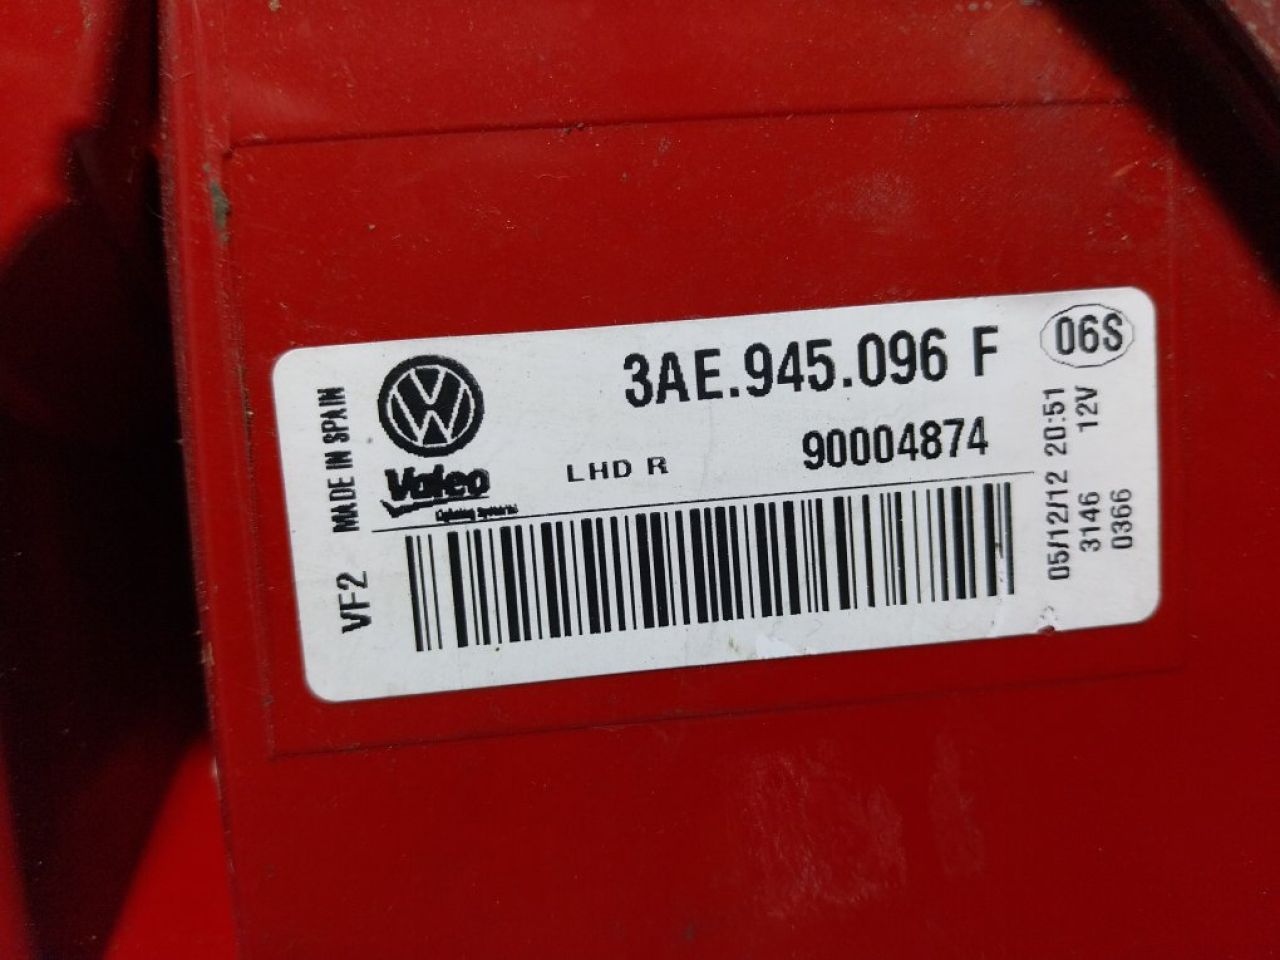 3AE.945.096 F
06S
MADE IN SPAIN
VW
Valeo
LHD R
90004874
VF2
05/12/12 20:51
3146 12V
0366